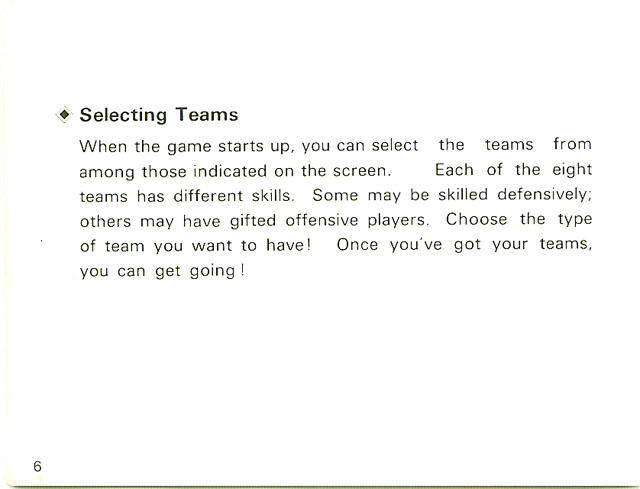 Selecting Teams
When the game starts up, you can select the teams from
among those indicated on the screen. Each of the eight
teams has different skills. Some may be skilled defensively;
others may have gifted offensive players. Choose the type
of team you want to have! Once you've got your teams,
you can get going!
6